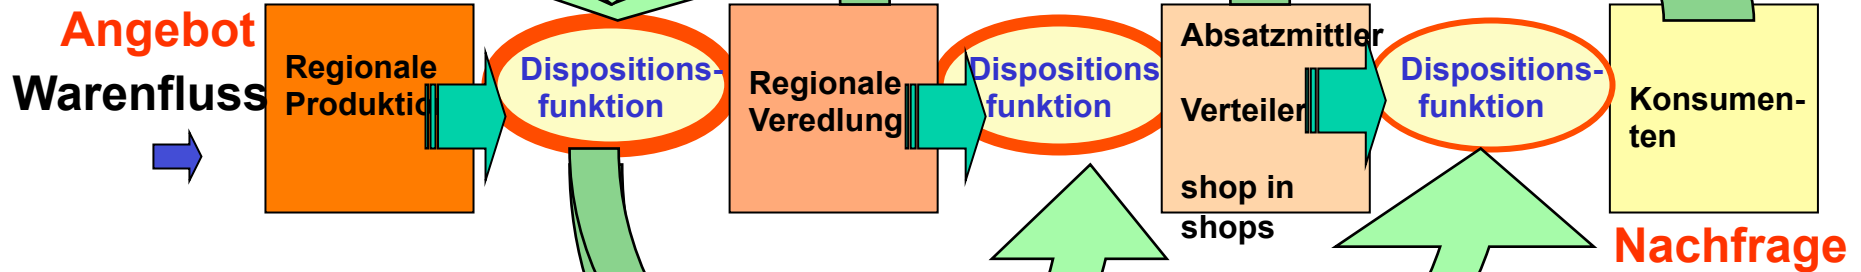 Angebot
Warenfluss
Regionale
Produktion
Dispositions-
funktion
Regionale
Veredlung
Dispositions
funktion
Absatzmittler
Verteiler
shop in
shops
Dispositions-
funktion
Konsumen-
ten
Nachfrage